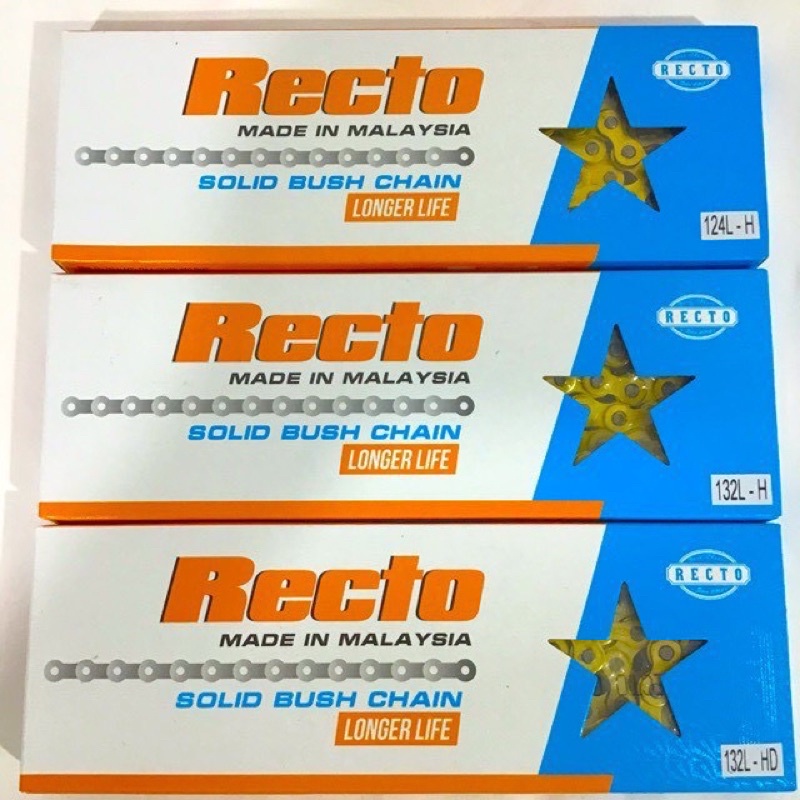 Recto
MADE IN MALAYSIA
SOLID BUSH CHAIN
LONGER LIFE
RECTO
124L - H
Recto
MADE IN MALAYSIA
SOLID BUSH CHAIN
LONGER LIFE
RECTO
132L - H
Recto
MADE IN MALAYSIA
SOLID BUSH CHAIN
LONGER LIFE
RECTO
132L - HD